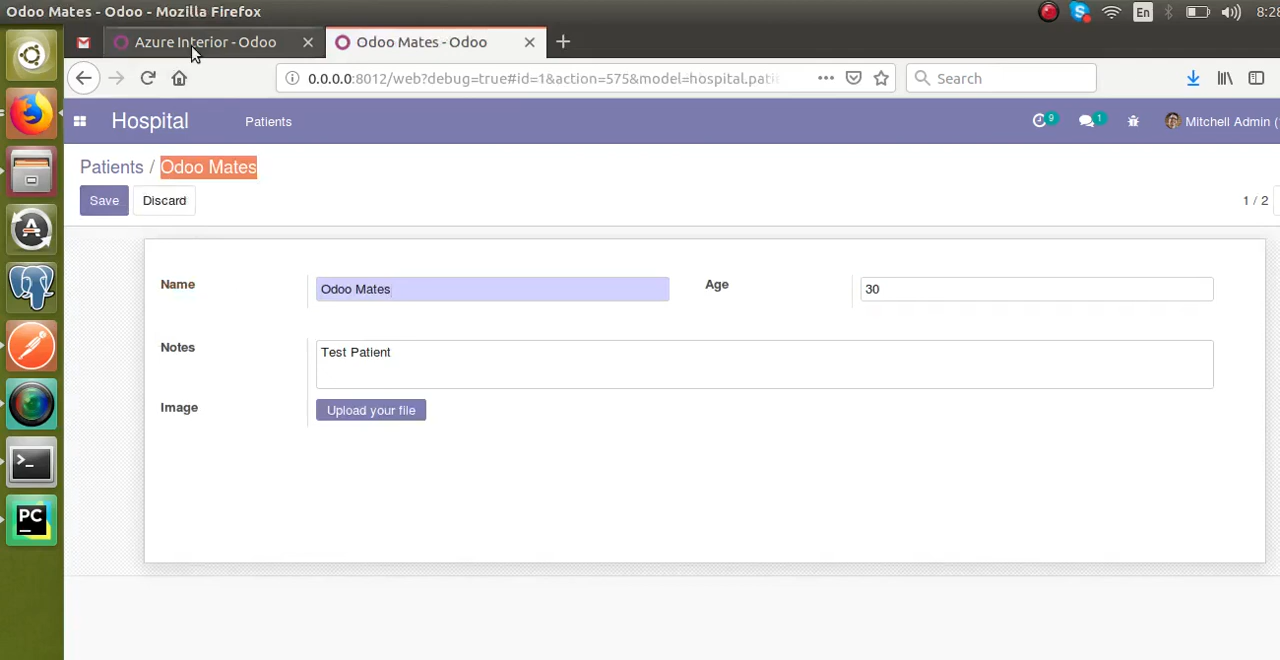 Odoo Mates - Odoo - Mozilla Firefox
En
8:28
Azure Interior - Odoo
Odoo Mates - Odoo
0.0.0.0:8012/web?debug=true#id=1&action=575&model=hospital.pati
Search
Hospital
Patients
9
1
Mitchell Admin (
Patients / Odoo Mates
Save
Discard
1 / 2
Name
Odoo Mates
Age
30
Notes
Test Patient
Image
Upload your file
PC